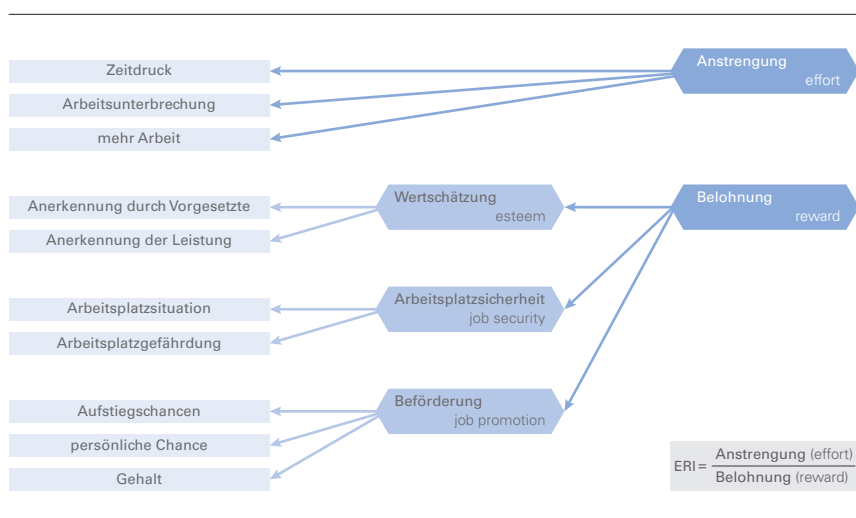 Zeitdruck
Anstrengung
effort
Arbeitsunterbrechung
mehr Arbeit
Anerkennung durch Vorgesetzte
Wertschätzung
esteem
Belohnung
reward
Anerkennung der Leistung
Arbeitsplatzsituation
Arbeitsplatzsicherheit
job security
Arbeitsplatzgefährdung
Aufstiegschancen
Beförderung
job promotion
persönliche Chance
Gehalt
ERI = Anstrengung (effort)
Belohnung (reward)